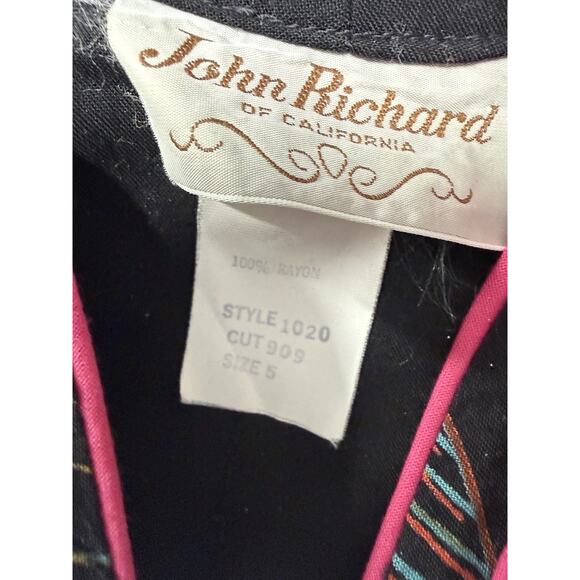 John Richard
OF CALIFORNIA
100% RAYON
STYLE 1020
CUT 909
SIZE 5